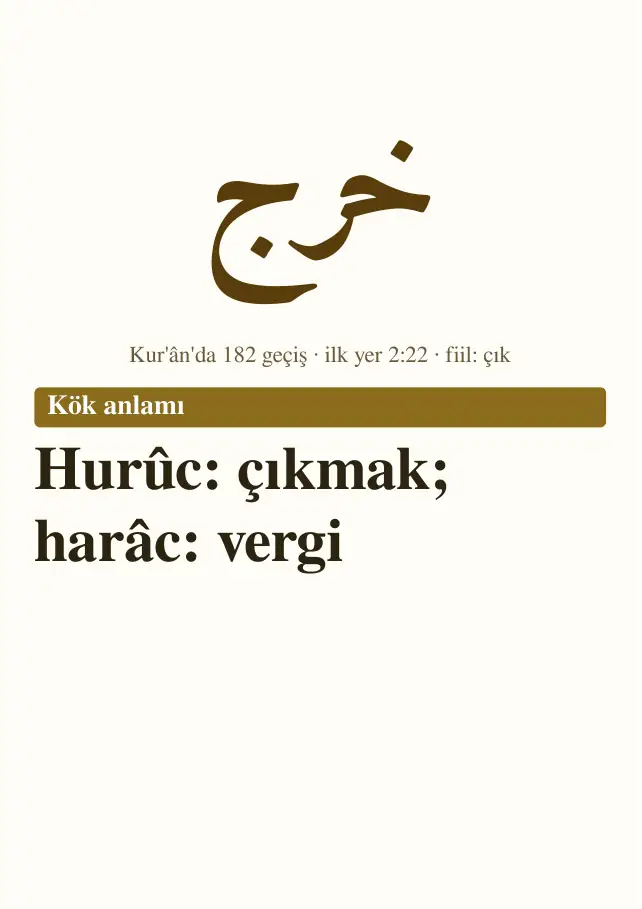 خرج
Kur'ân'da 182 geçiş · ilk yer 2:22 · fiil: çık
Kök anlamı
Hurûc: çıkmak;
harâc: vergi